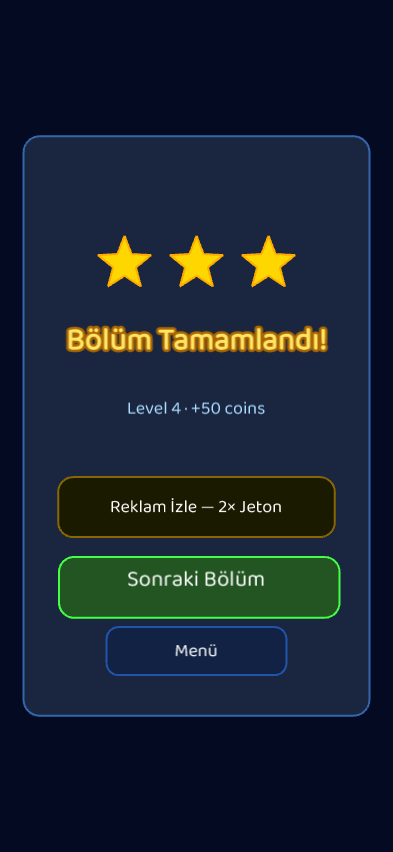 Bölüm Tamamlandı!
Level 4 · +50 coins
Reklam İzle — 2× Jeton
Sonraki Bölüm
Menü